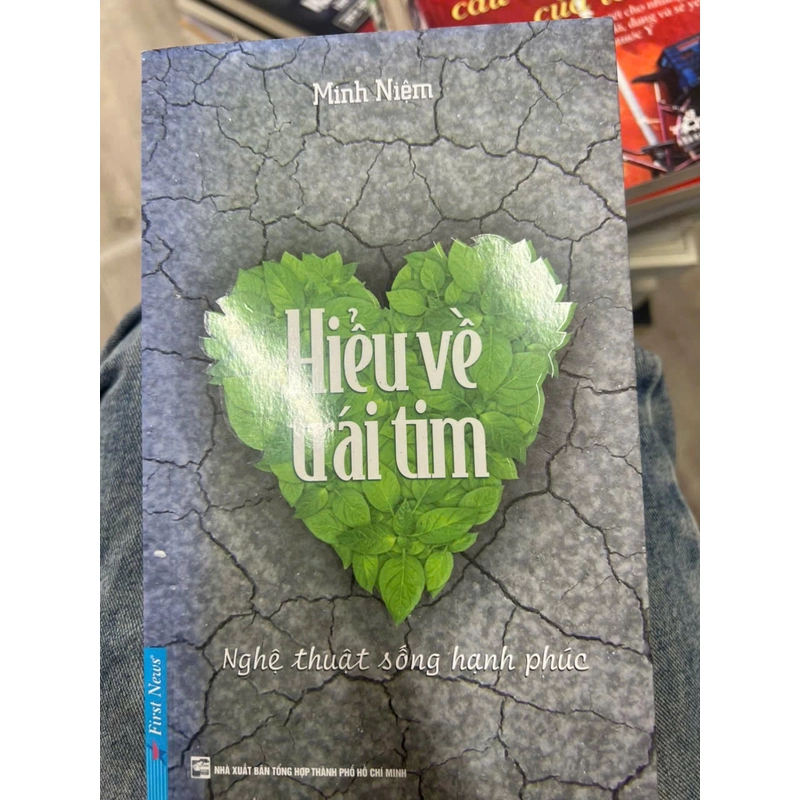 Minh Niệm
Hiểu về
trái tim
Nghệ thuật sống hạnh phúc
First News
NHÀ XUẤT BẢN TỔNG HỢP THÀNH PHỐ HỒ CHÍ MINH